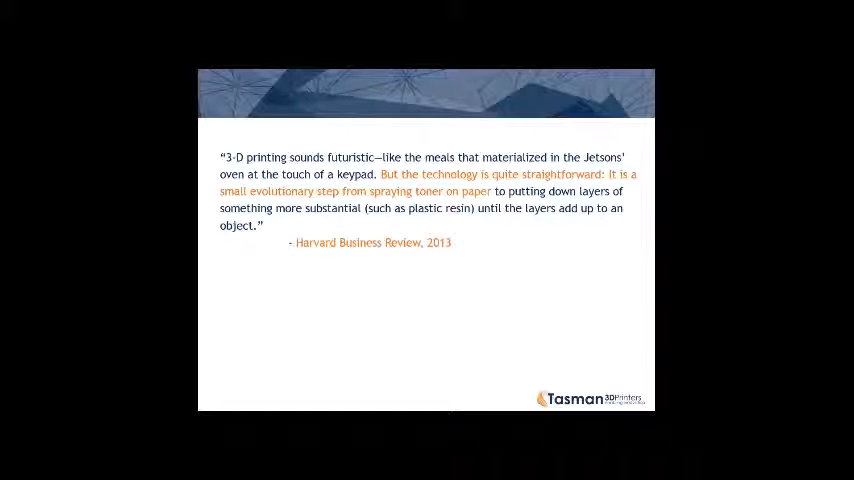 “3-D printing sounds futuristic—like the meals that materialized in the Jetsons’
oven at the touch of a keypad. But the technology is quite straightforward: It is a
small evolutionary step from spraying toner on paper to putting down layers of
something more substantial (such as plastic resin) until the layers add up to an
object.”
- Harvard Business Review, 2013
Tasman 3DPrinters